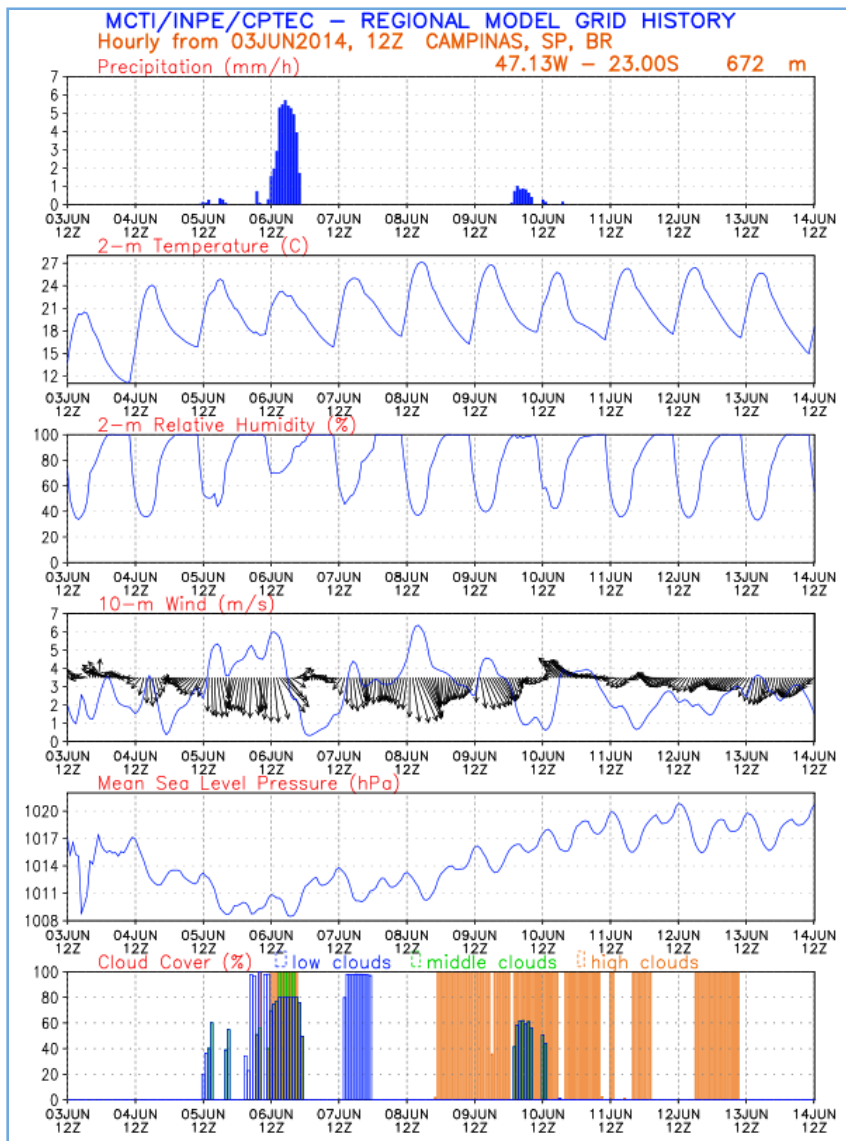 MCTI/INPE/CPTEC - REGIONAL MODEL GRID HISTORY
Hourly from 03JUN2014, 12Z CAMPINAS, SP, BR
Precipitation (mm/h) 47.13W - 23.00S 672 m
7
6
5
4
3
2
1
0
03JUN 04JUN 05JUN 06JUN 07JUN 08JUN 09JUN 10JUN 11JUN 12JUN 13JUN 14JUN
12Z 12Z 12Z 12Z 12Z 12Z 12Z 12Z 12Z 12Z 12Z 12Z
2-m Temperature (C)
27
24
21
18
15
12
03JUN 04JUN 05JUN 06JUN 07JUN 08JUN 09JUN 10JUN 11JUN 12JUN 13JUN 14JUN
12Z 12Z 12Z 12Z 12Z 12Z 12Z 12Z 12Z 12Z 12Z 12Z
2-m Relative Humidity (%)
100
80
60
40
20
0
03JUN 04JUN 05JUN 06JUN 07JUN 08JUN 09JUN 10JUN 11JUN 12JUN 13JUN 14JUN
12Z 12Z 12Z 12Z 12Z 12Z 12Z 12Z 12Z 12Z 12Z 12Z
10-m Wind (m/s)
7
6
5
4
3
2
1
0
03JUN 04JUN 05JUN 06JUN 07JUN 08JUN 09JUN 10JUN 11JUN 12JUN 13JUN 14JUN
12Z 12Z 12Z 12Z 12Z 12Z 12Z 12Z 12Z 12Z 12Z 12Z
Mean Sea Level Pressure (hPa)
1020
1017
1014
1011
1008
03JUN 04JUN 05JUN 06JUN 07JUN 08JUN 09JUN 10JUN 11JUN 12JUN 13JUN 14JUN
12Z 12Z 12Z 12Z 12Z 12Z 12Z 12Z 12Z 12Z 12Z 12Z
Cloud Cover (%) low clouds middle clouds high clouds
100
80
60
40
20
0
03JUN 04JUN 05JUN 06JUN 07JUN 08JUN 09JUN 10JUN 11JUN 12JUN 13JUN 14JUN
12Z 12Z 12Z 12Z 12Z 12Z 12Z 12Z 12Z 12Z 12Z 12Z